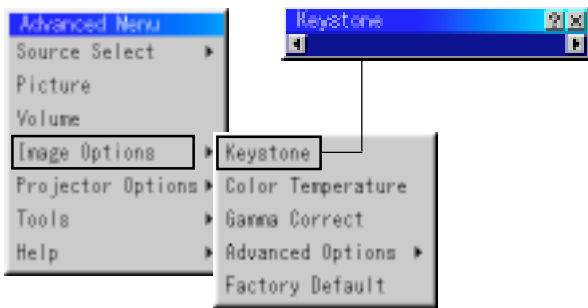 Advanced Menu
Source Select
Picture
Volume
Image Options
Projector Options
Tools
Help
Keystone
Keystone
Color Temperature
Gamma Correct
Advanced Options
Factory Default